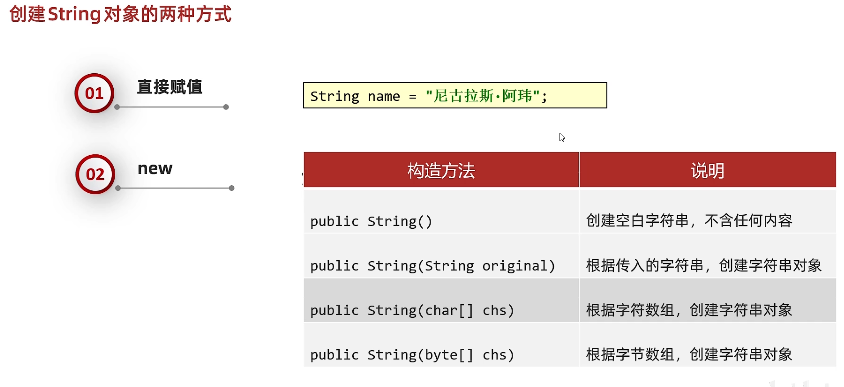 创建String对象的两种方式
01 直接赋值
String name = "尼古拉斯·阿玮";
02 new
构造方法 说明
public String() 创建空白字符串，不含任何内容
public String(String original) 根据传入的字符串，创建字符串对象
public String(char[] chs) 根据字符数组，创建字符串对象
public String(byte[] chs) 根据字节数组，创建字符串对象